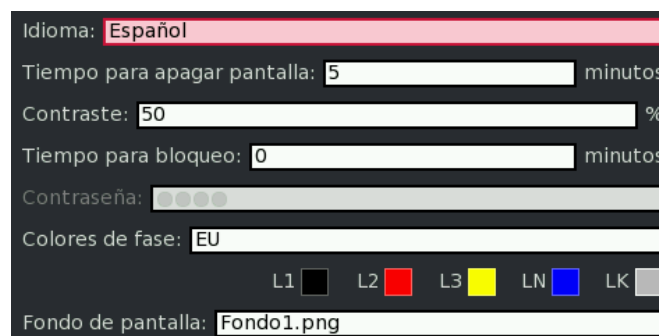 Idioma: Español
Tiempo para apagar pantalla: 5 minutos
Contraste: 50 %
Tiempo para bloqueo: 0 minutos
Contraseña:
Colores de fase: EU
L1 L2 L3 LN LK
Fondo de pantalla: Fondo1.png